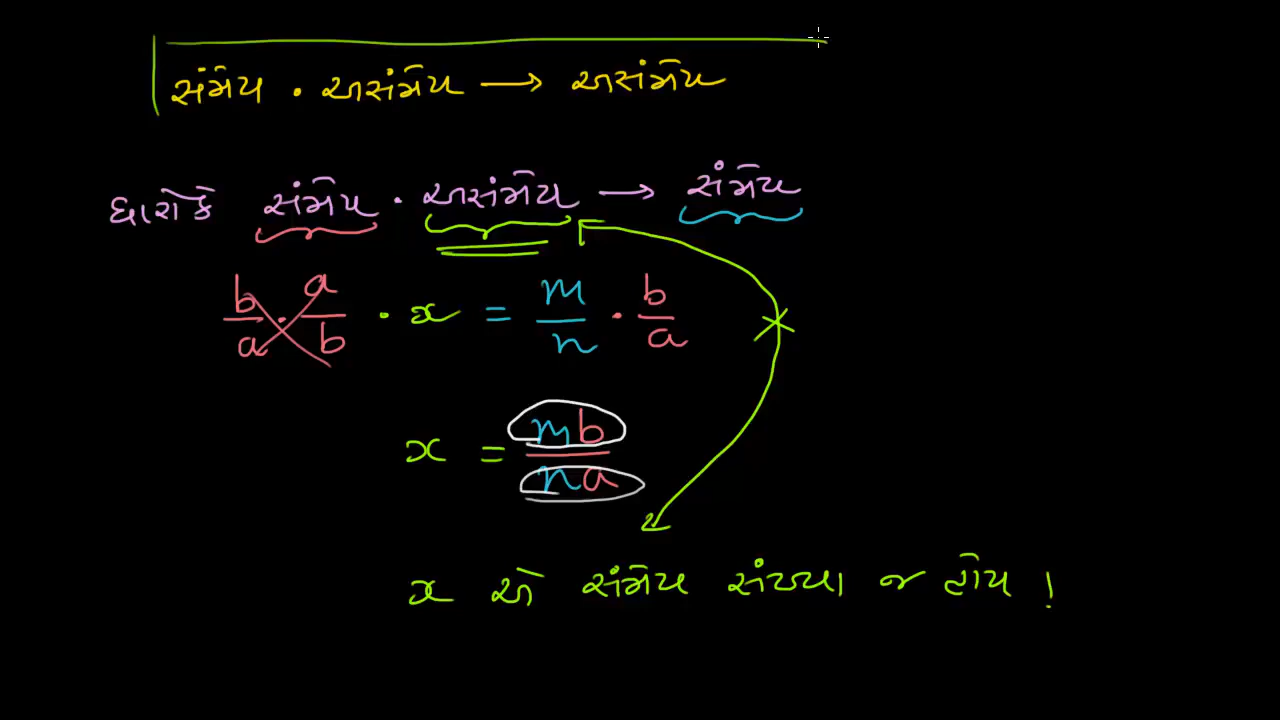 સંમેય · અસંમેય → અસંમેય
ધારોકે સંમેય · અસંમેય → સંમેય
b/a · a/b · x = m/n · b/a
x = mb/na
x એ સંમેય સંખ્યા જ હોય !